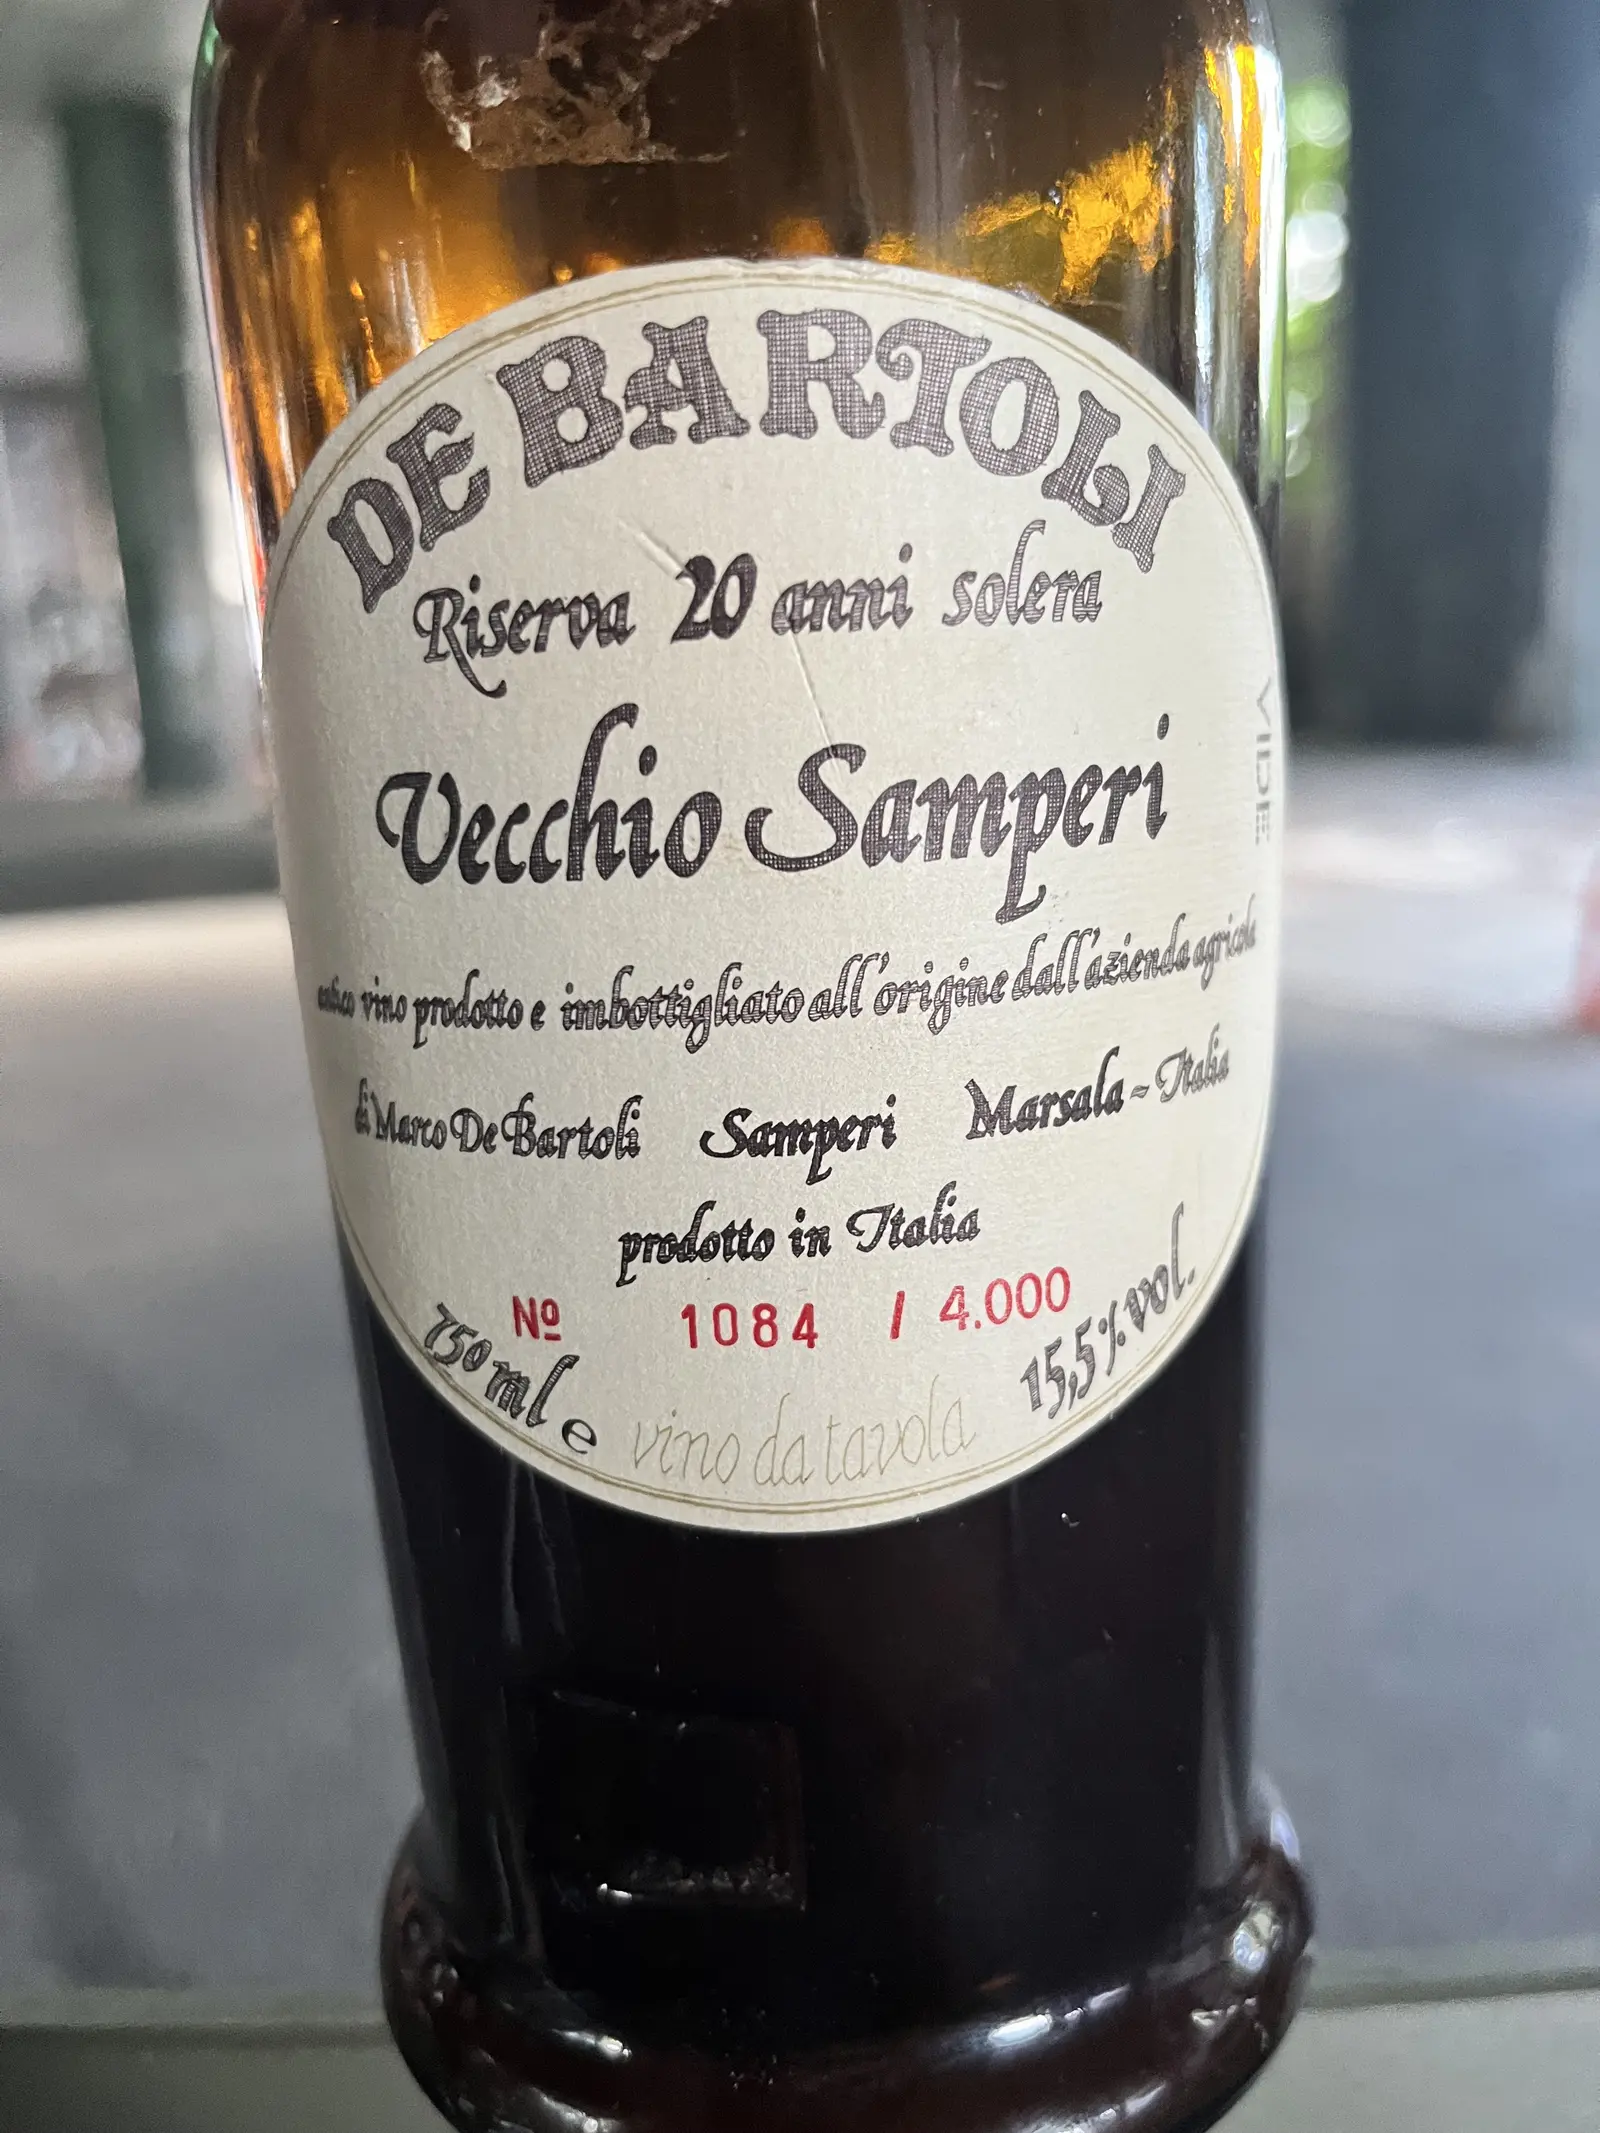 DE BARTOLI
Riserva 20 anni solera
Vecchio Samperi
antico vino prodotto e imbottigliato all'origine dall'azienda agricola
di Marco De Bartoli Samperi Marsala - Italia
prodotto in Italia
Nº 1084 / 4.000
750 ml e vino da tavola 15,5% vol.
VIDE